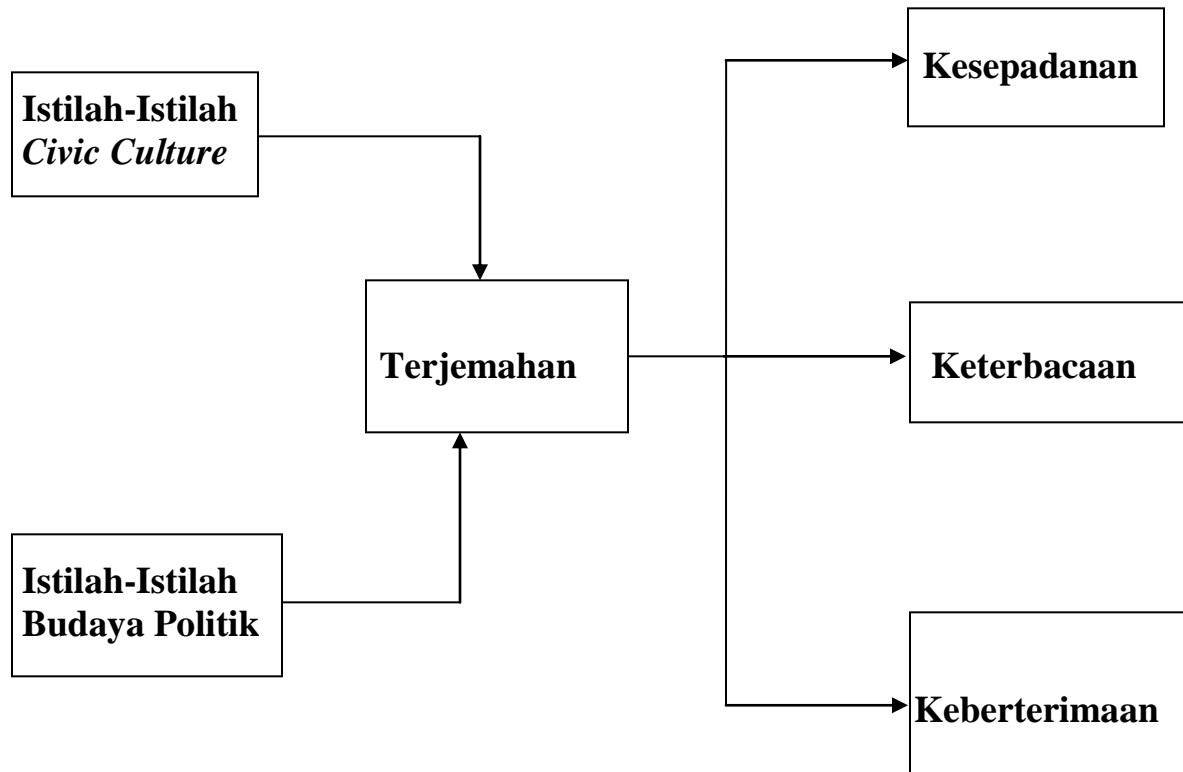 Kesepadanan
Istilah-Istilah
Civic Culture
Terjemahan
Keterbacaan
Istilah-Istilah
Budaya Politik
Keberterimaan